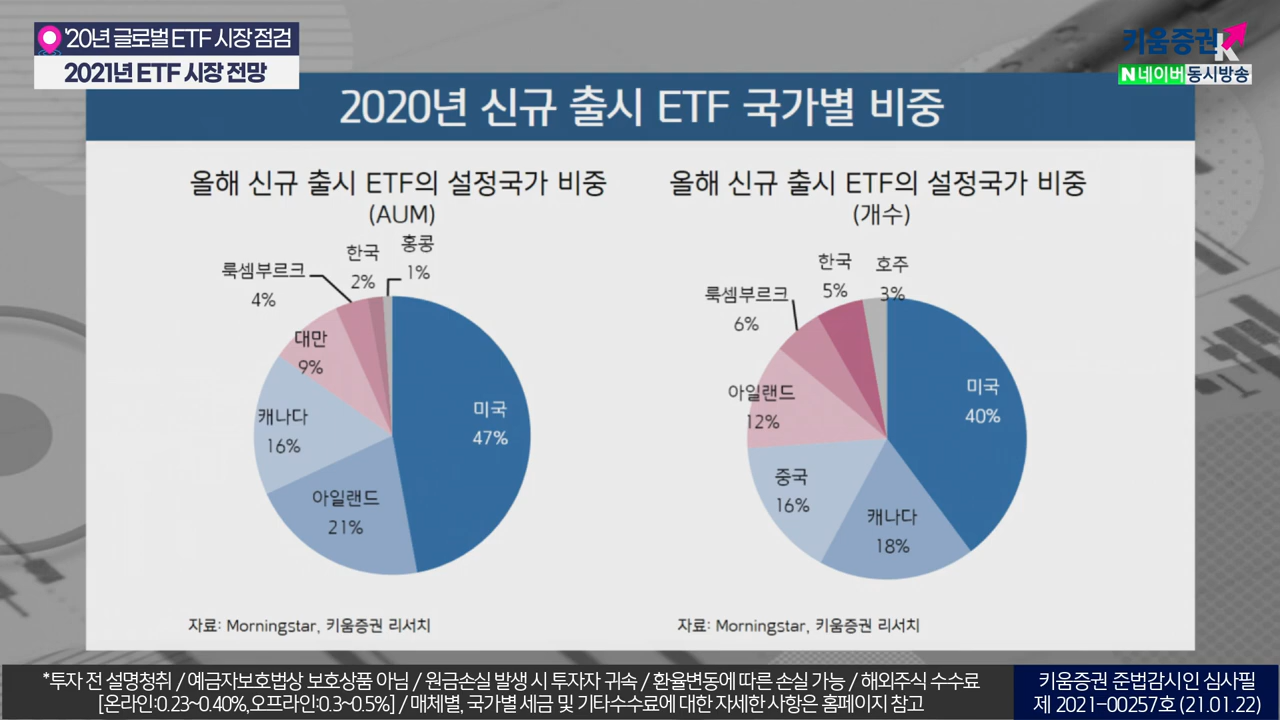 '20년 글로벌 ETF 시장 점검
2021년 ETF 시장 전망
키움증권
N 네이버 동시방송
2020년 신규 출시 ETF 국가별 비중
올해 신규 출시 ETF의 설정국가 비중
(AUM)
홍콩
1%
한국
2%
룩셈부르크
4%
대만
9%
캐나다
16%
아일랜드
21%
미국
47%
자료: Morningstar, 키움증권 리서치
올해 신규 출시 ETF의 설정국가 비중
(개수)
한국
5%
호주
3%
룩셈부르크
6%
아일랜드
12%
중국
16%
캐나다
18%
미국
40%
자료: Morningstar, 키움증권 리서치
*투자 전 설명청취 / 예금자보호법상 보호상품 아님 / 원금손실 발생 시 투자자 귀속 / 환율변동에 따른 손실 가능 / 해외주식 수수료
[온라인:0.23~0.40%,오프라인:0.3~0.5%] / 매체별, 국가별 세금 및 기타수수료에 대한 자세한 사항은 홈페이지 참고
키움증권 준법감시인 심사필
제 2021-00257호 (21.01.22)